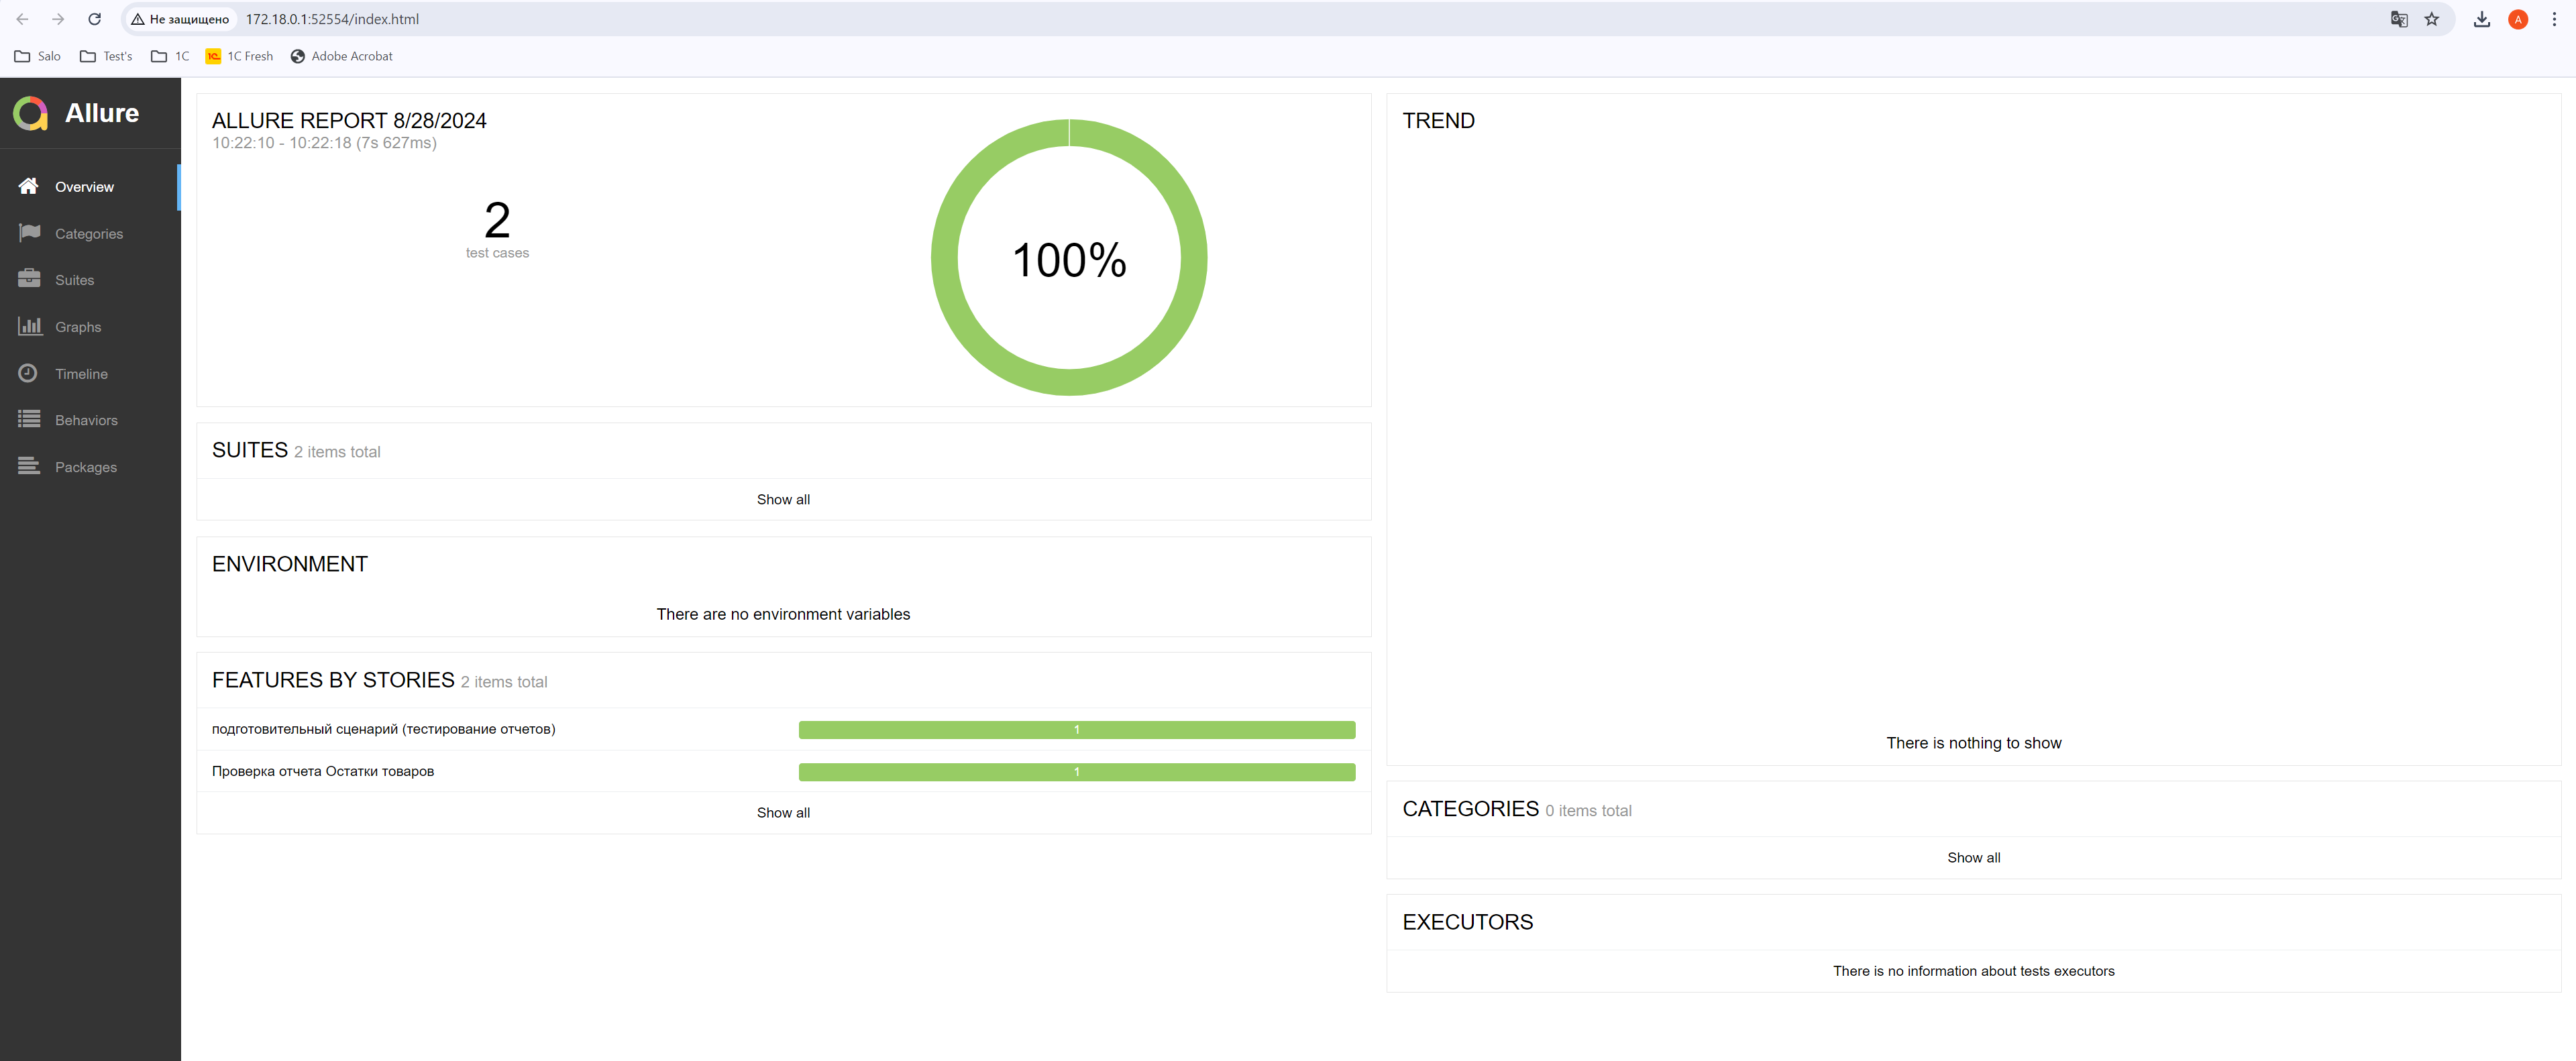 Не защищено
172.18.0.1:52554/index.html
A
Salo
Test's
1C
1C Fresh
Adobe Acrobat
Allure
Overview
Categories
Suites
Graphs
Timeline
Behaviors
Packages
ALLURE REPORT 8/28/2024
10:22:10 - 10:22:18 (7s 627ms)
2
test cases
100%
SUITES 2 items total
Show all
ENVIRONMENT
There are no environment variables
FEATURES BY STORIES 2 items total
подготовительный сценарий (тестирование отчетов)
1
Проверка отчета Остатки товаров
1
Show all
TREND
There is nothing to show
CATEGORIES 0 items total
Show all
EXECUTORS
There is no information about tests executors